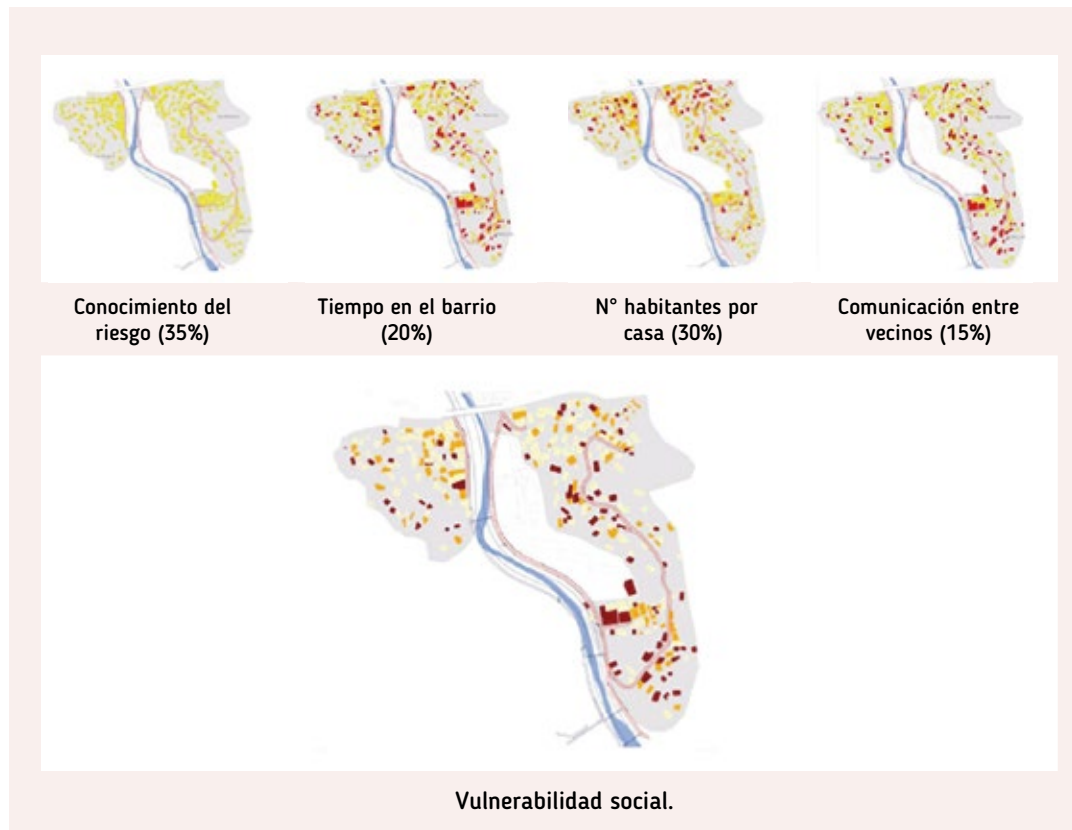 Conocimiento del
riesgo (35%)
Tiempo en el barrio
(20%)
N° habitantes por
casa (30%)
Comunicación entre
vecinos (15%)
Vulnerabilidad social.